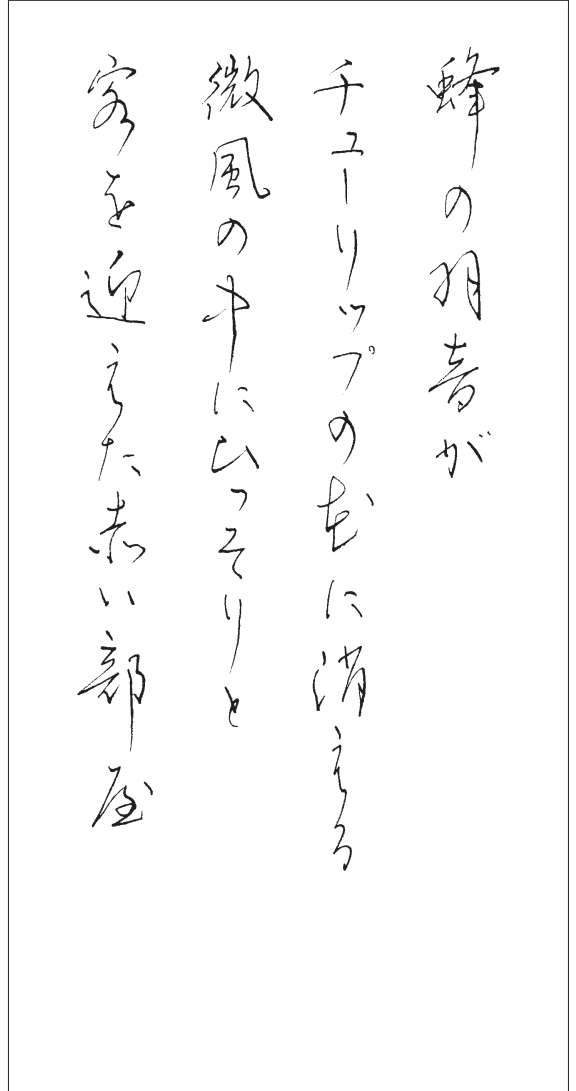 蜂の羽音が
チューリップの花に消える
微風の中にひっそりと
客を迎えた赤い部屋